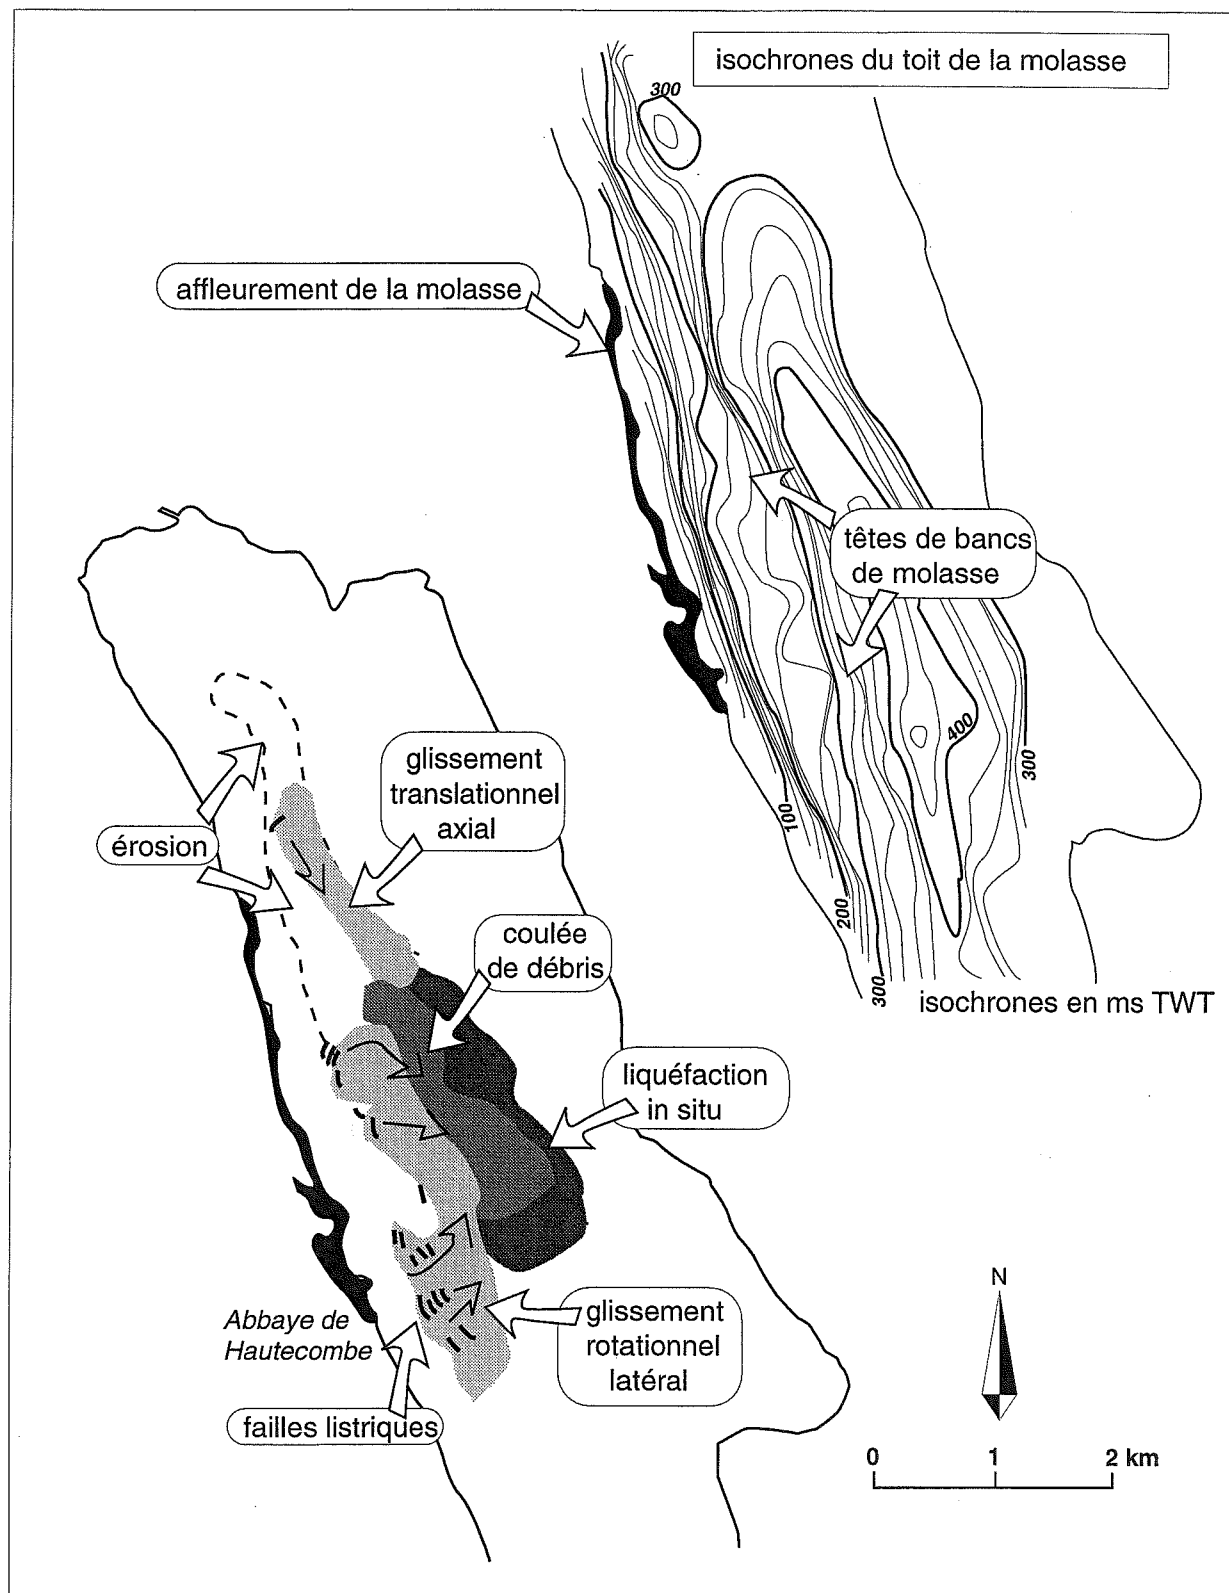 isochrones du toit de la molasse
300
affleurement de la molasse
têtes de bancs
de molasse
400
300
100
200
300
isochrones en ms TWT
glissement
translationnel
axial
érosion
coulée
de débris
liquéfaction
in situ
Abbaye de
Hautecombe
glissement
rotationnel
latéral
failles listriques
N
0 1 2 km